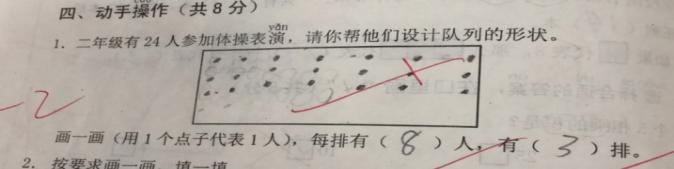 四、动手操作（共8分）
yǎn
1. 二年级有24人参加体操表演，请你帮他们设计队列的形状。
-2
画一画（用1个点子代表1人），每排有（8）人，有（3）排。
2. 按要求画一画，填一填